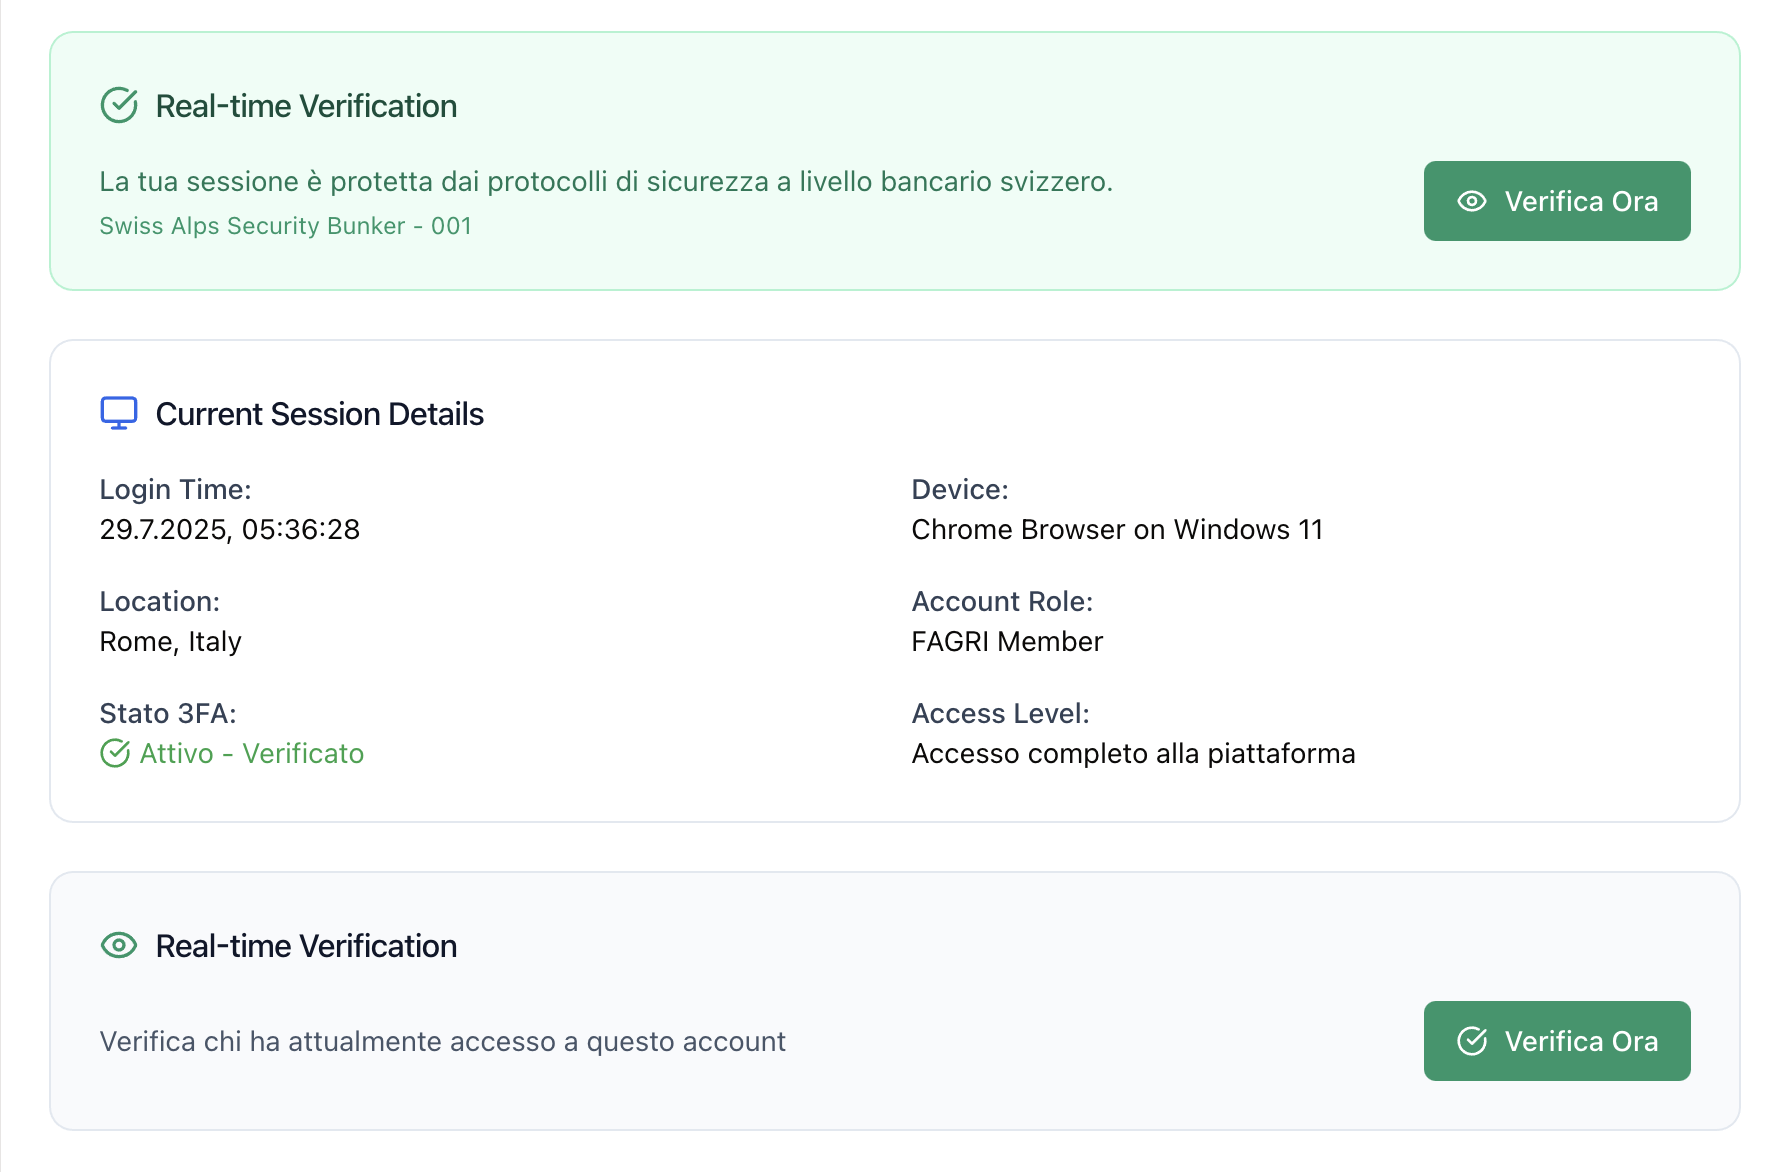 Real-time Verification
La tua sessione è protetta dai protocolli di sicurezza a livello bancario svizzero.
Swiss Alps Security Bunker - 001
Verifica Ora
Current Session Details
Login Time:
29.7.2025, 05:36:28
Device:
Chrome Browser on Windows 11
Location:
Rome, Italy
Account Role:
FAGRI Member
Stato 3FA:
Attivo - Verificato
Access Level:
Accesso completo alla piattaforma
Real-time Verification
Verifica chi ha attualmente accesso a questo account
Verifica Ora